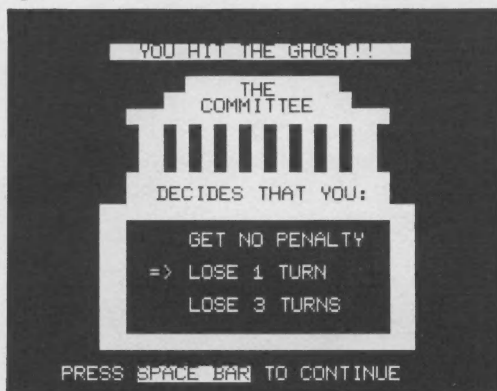 YOU HIT THE GHOST!!
THE
COMMITTEE
DECIDES THAT YOU:
GET NO PENALTY
=> LOSE 1 TURN
LOSE 3 TURNS
PRESS SPACE BAR TO CONTINUE